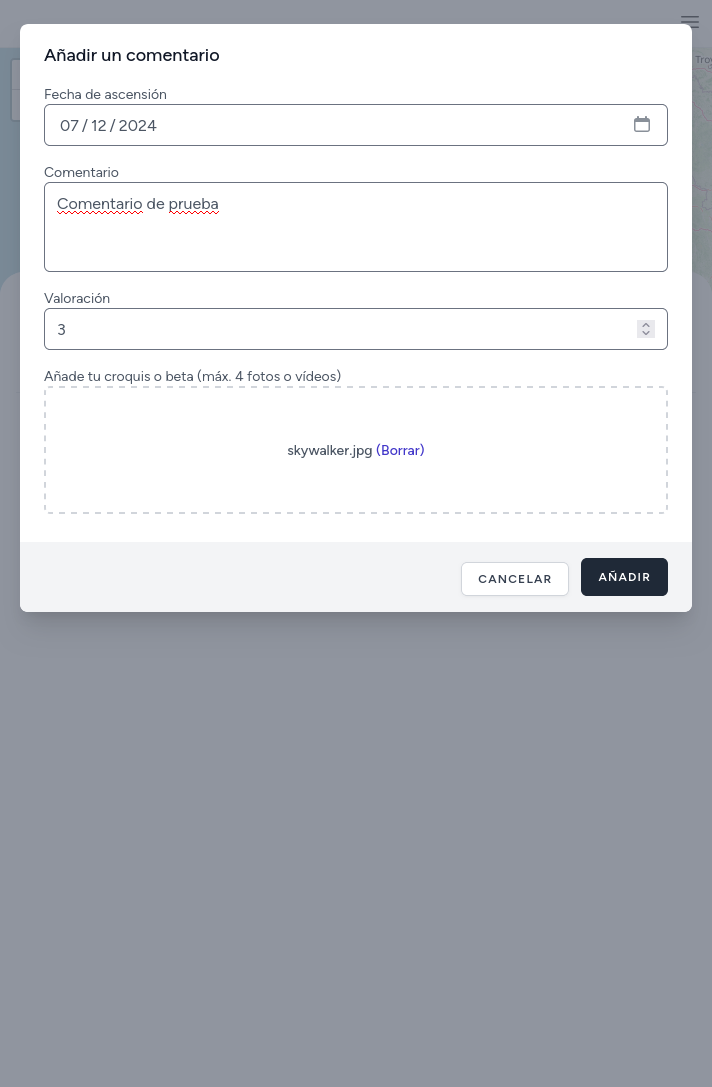 Añadir un comentario
Fecha de ascensión
07 / 12 / 2024
Comentario
Comentario de prueba
Valoración
3
Añade tu croquis o beta (máx. 4 fotos o vídeos)
skywalker.jpg (Borrar)
CANCELAR
AÑADIR